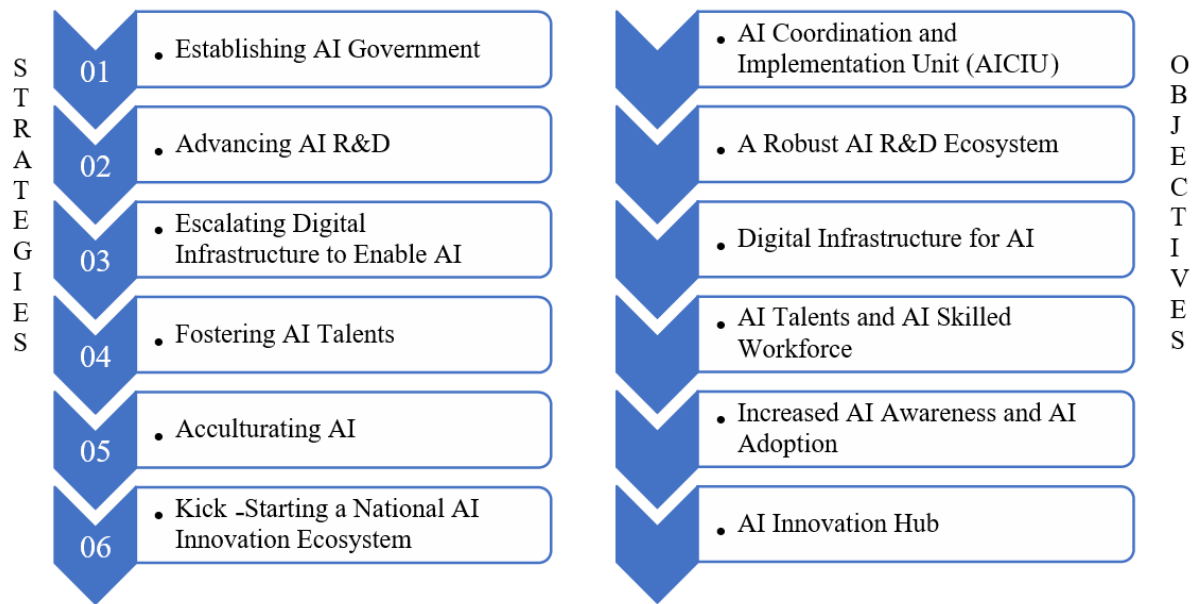 STRATEGIES
01
• Establishing AI Government
02
• Advancing AI R&D
03
• Escalating Digital
Infrastructure to Enable AI
04
• Fostering AI Talents
05
• Acculturating AI
06
• Kick -Starting a National AI
Innovation Ecosystem
• AI Coordination and
Implementation Unit (AICIU)
• A Robust AI R&D Ecosystem
• Digital Infrastructure for AI
• AI Talents and AI Skilled
Workforce
• Increased AI Awareness and AI
Adoption
• AI Innovation Hub
OBJECTIVES